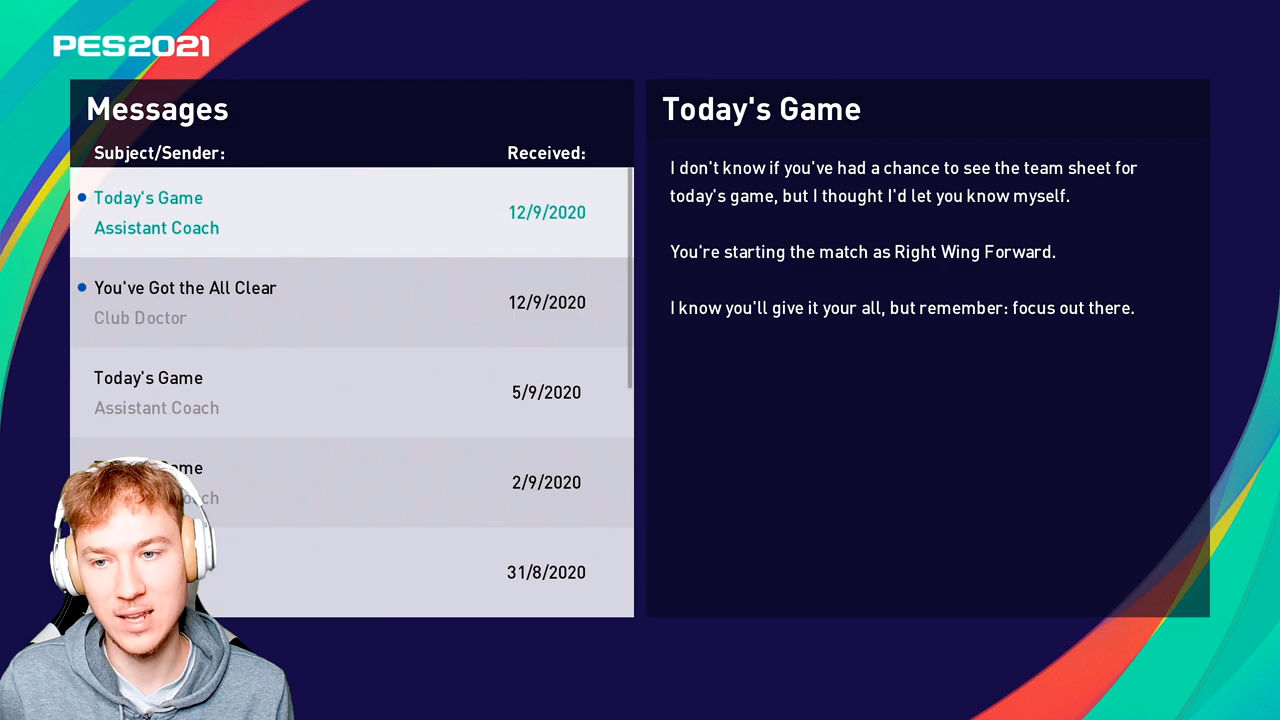 PES2021
Messages
Subject/Sender:
Received:
Today's Game
Assistant Coach
12/9/2020
You've Got the All Clear
Club Doctor
12/9/2020
Today's Game
Assistant Coach
5/9/2020
2/9/2020
31/8/2020
Today's Game
I don't know if you've had a chance to see the team sheet for
today's game, but I thought I'd let you know myself.
You're starting the match as Right Wing Forward.
I know you'll give it your all, but remember: focus out there.